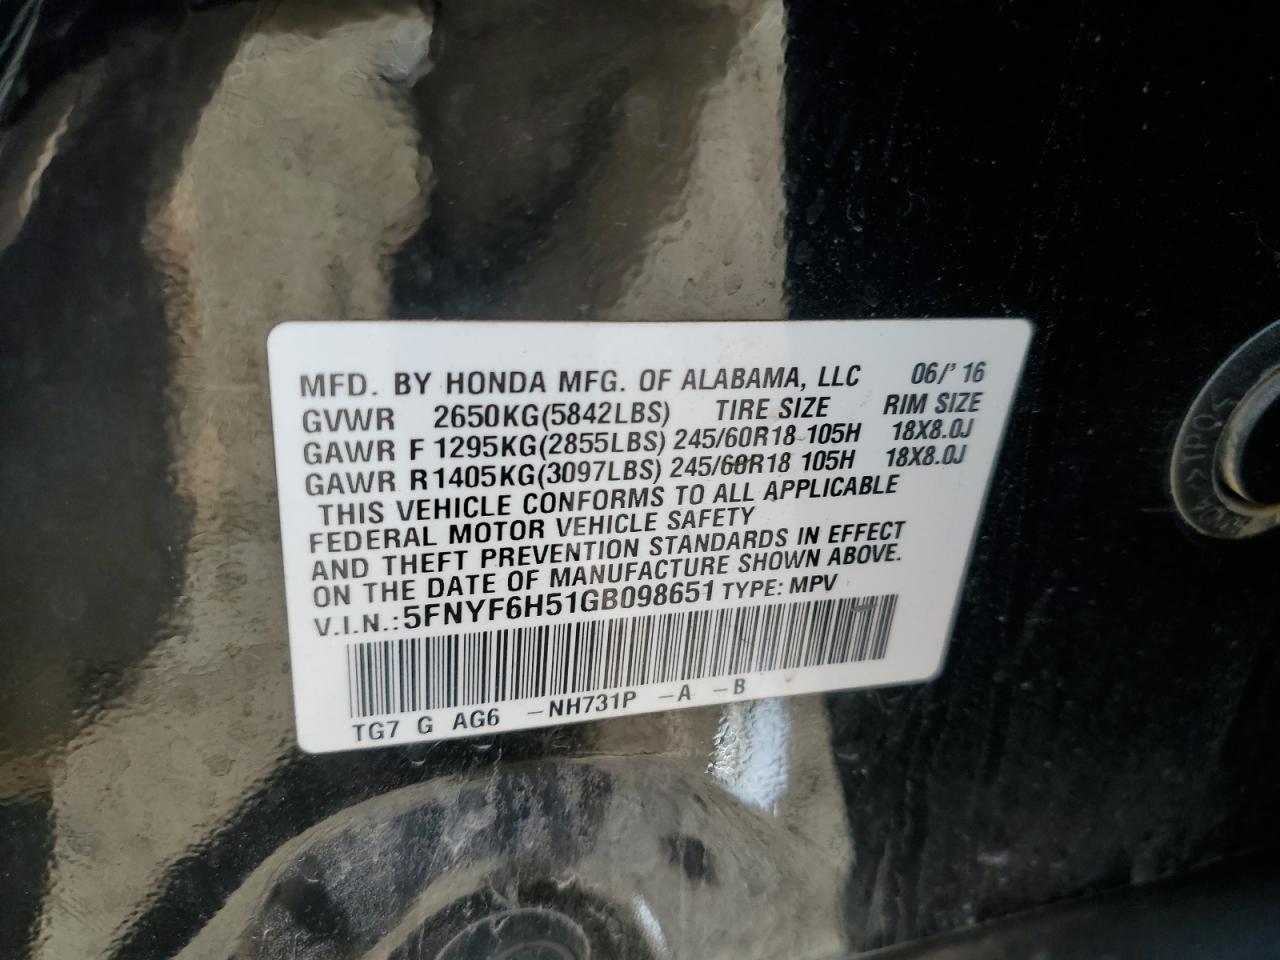 MFD. BY HONDA MFG. OF ALABAMA, LLC 06/'16
GVWR 2650KG(5842LBS) TIRE SIZE RIM SIZE
GAWR F 1295KG(2855LBS) 245/60R18 105H 18X8.0J
GAWR R 1405KG(3097LBS) 245/60R18 105H 18X8.0J
THIS VEHICLE CONFORMS TO ALL APPLICABLE
FEDERAL MOTOR VEHICLE SAFETY
AND THEFT PREVENTION STANDARDS IN EFFECT
ON THE DATE OF MANUFACTURE SHOWN ABOVE.
V.I.N.: 5FNYF6H51GB098651 TYPE: MPV
TG7 G AG6 -NH731P -A -B